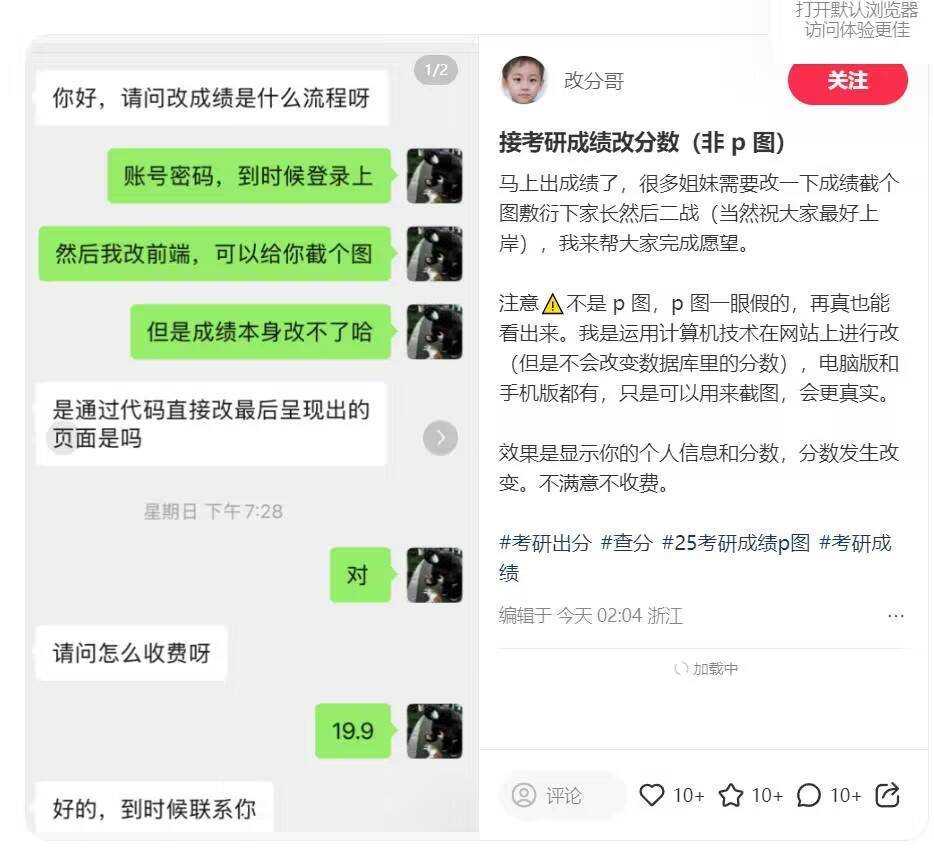 打开默认浏览器
访问体验更佳
1/2
你好，请问改成绩是什么流程呀
账号密码，到时候登录上
然后我改前端，可以给你截个图
但是成绩本身改不了哈
是通过代码直接改最后呈现出的
页面是吗
星期日 下午7:28
对
请问怎么收费呀
19.9
好的，到时候联系你
改分哥
关注
接考研成绩改分数（非 p 图）
马上出成绩了，很多姐妹需要改一下成绩截个
图敷衍下家长然后二战（当然祝大家最好上
岸），我来帮大家完成愿望。
注意⚠️不是 p 图，p 图一眼假的，再真也能
看出来。我是运用计算机技术在网站上进行改
（但是不会改变数据库里的分数），电脑版和
手机版都有，只是可以用来截图，会更真实。
效果是显示你的个人信息和分数，分数发生改
变。不满意不收费。
#考研出分 #查分 #25考研成绩p图 #考研成
绩
编辑于 今天 02:04 浙江
加载中
评论
10+
10+
10+